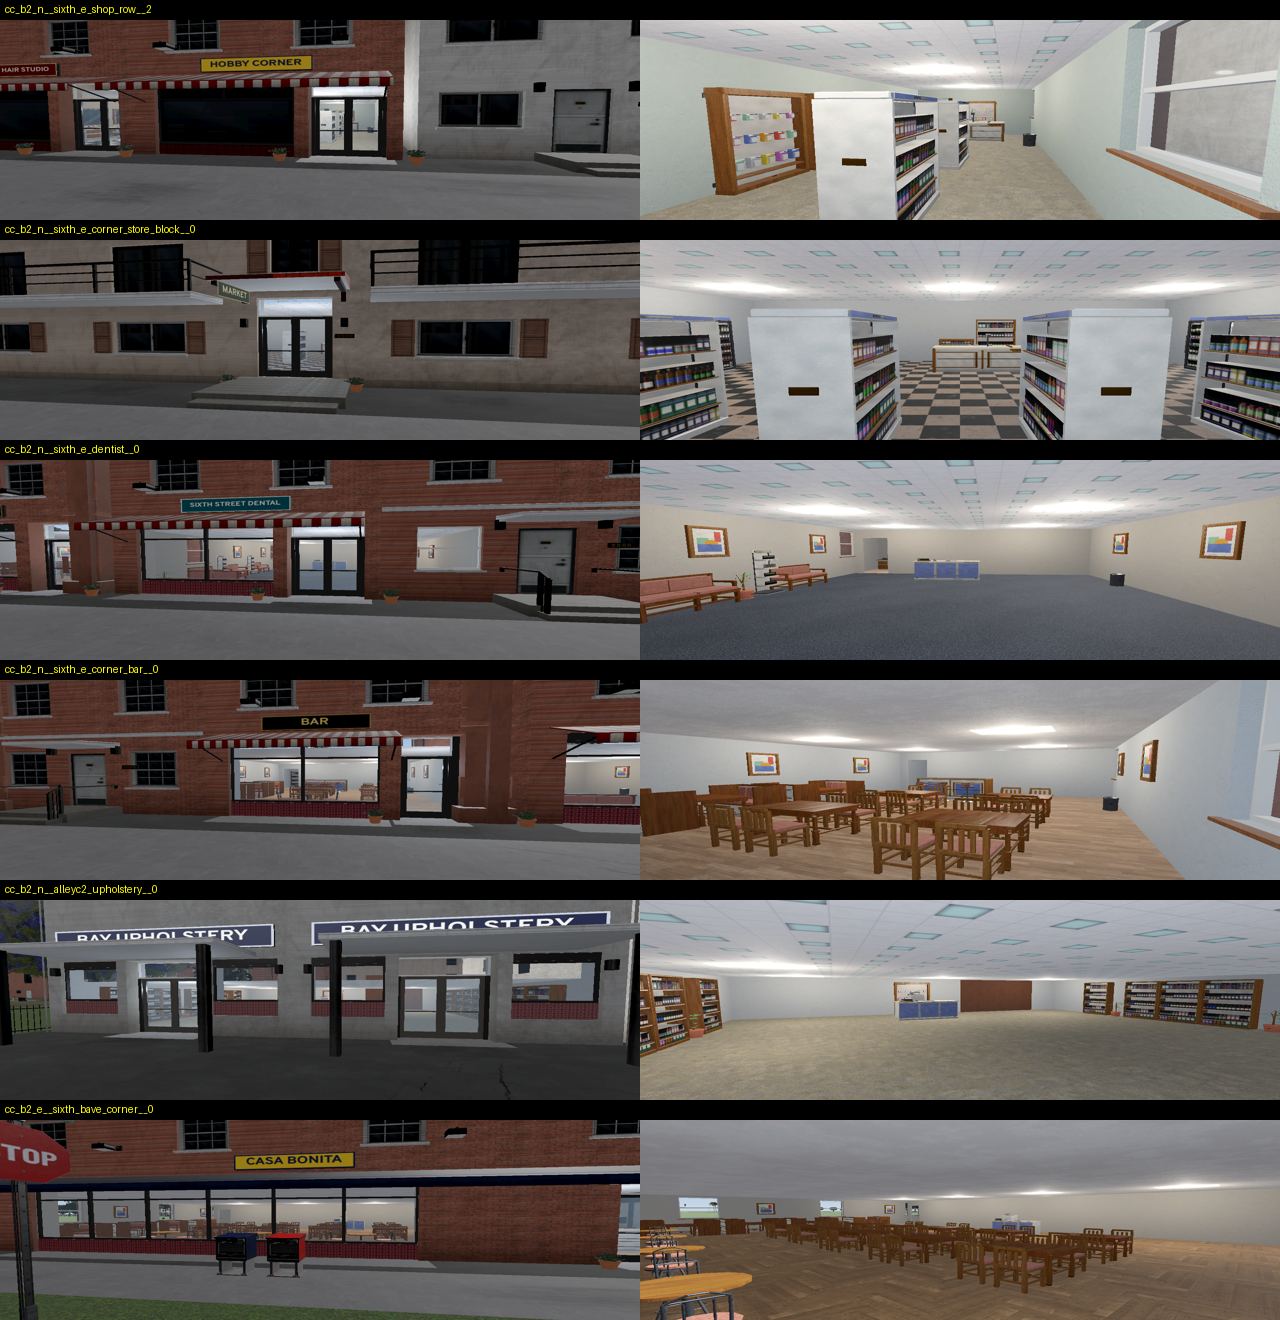 cc_b2_n__sixth_e_shop_row__2
HAIR STUDIO
HOBBY CORNER
cc_b2_n__sixth_e_corner_store_block__0
MARKET
cc_b2_n__sixth_e_dentist__0
SIXTH STREET DENTAL
cc_b2_n__sixth_e_corner_bar__0
BAR
cc_b2_n__alleyc2_upholstery__0
BAY UPHOLSTERY
BAY UPHOLSTERY
cc_b2_e__sixth_bave_corner__0
TOP
CASA BONITA